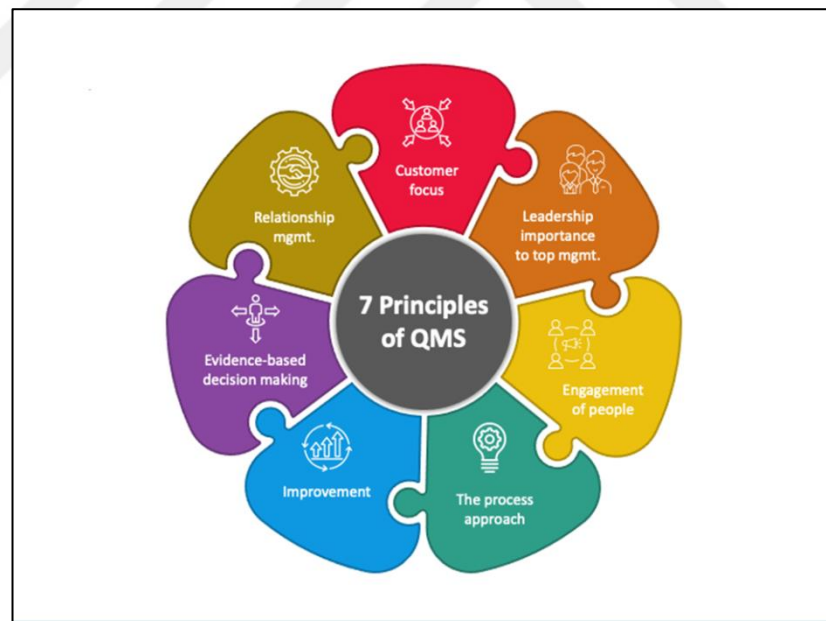 7 Principles
of QMS
Customer
focus
Leadership
importance
to top mgmt.
Engagement
of people
The process
approach
Improvement
Evidence-based
decision making
Relationship
mgmt.